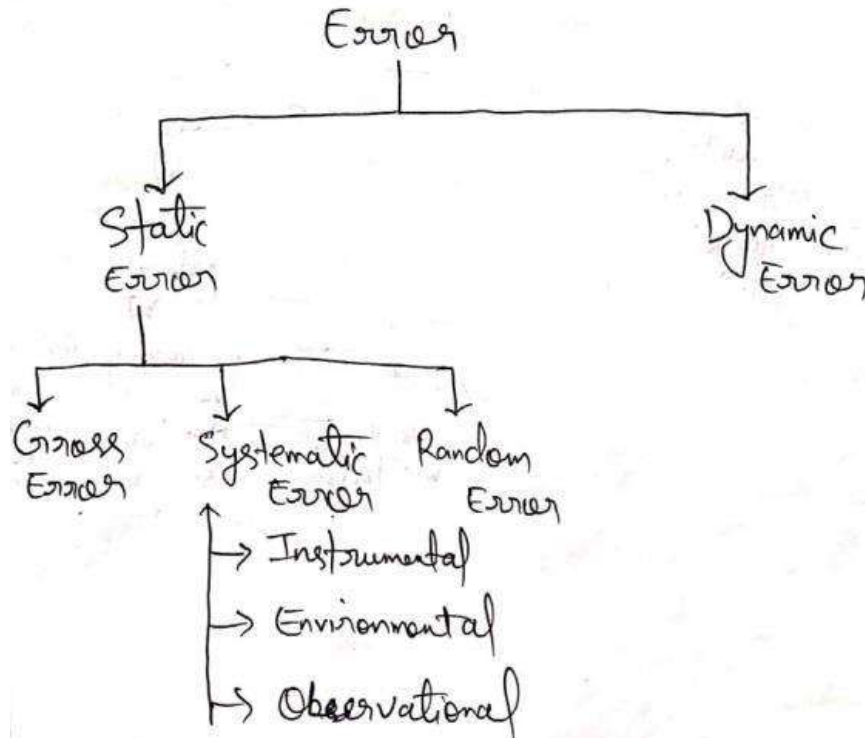 Error
Static
Error
Dynamic
Error
Gross
Error
Systematic
Error
Random
Error
Instrumental
Environmental
Observational